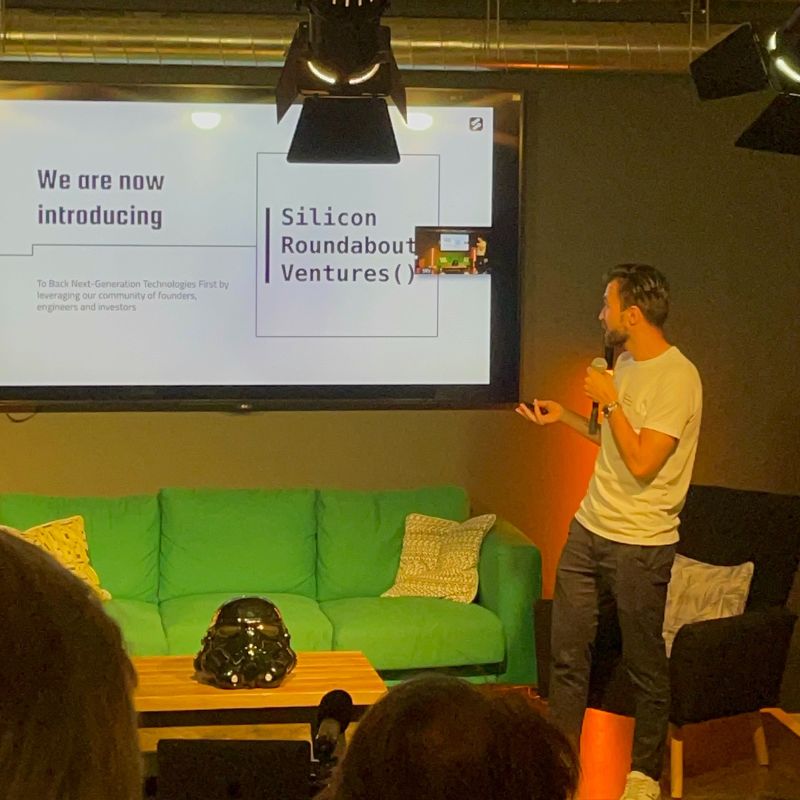 We are now
introducing
Silicon
Roundabout
Ventures()
To Back Next-Generation Technologies First by
leveraging our community of founders,
engineers and investors